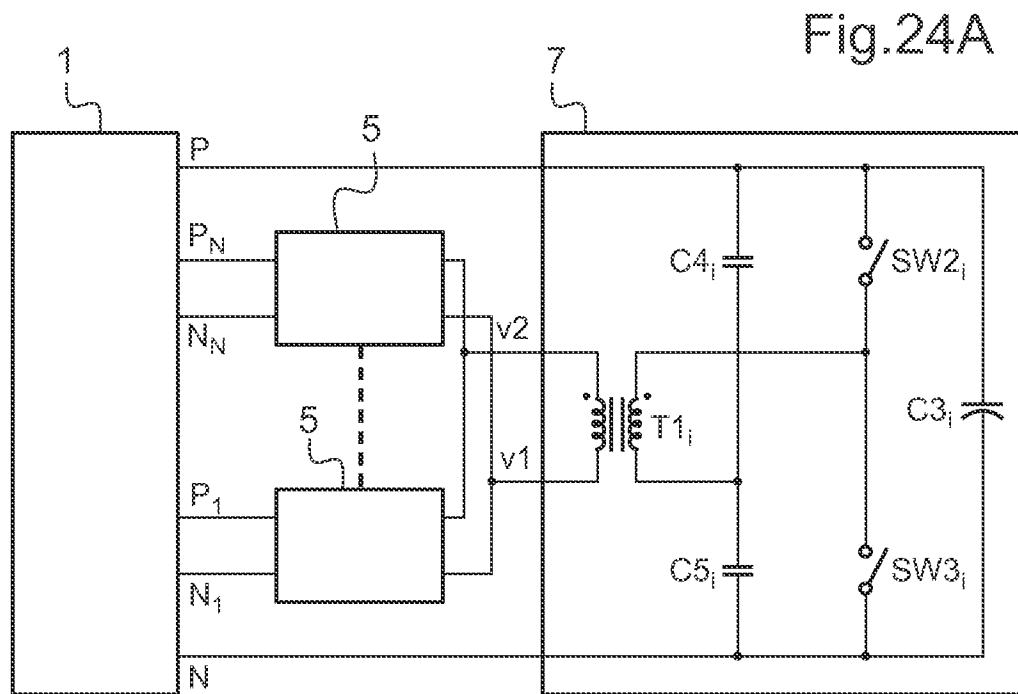 Fig.24A
1
7
5
P
P_N
C4_i
SW2_i
N_N
v2
T1_i
C3_i
5
v1
P_1
C5_i
SW3_i
N_1
N